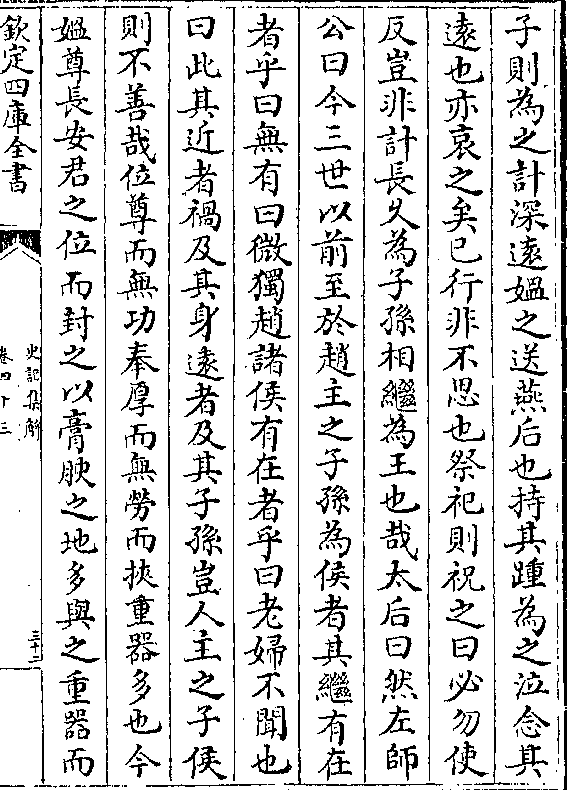 子則為之計深遠媼之送燕后也持其踵為之泣念其
遠也亦哀之矣已行非不思也祭祀則祝之曰必勿使
反豈非計長久為子孫相繼為王也哉太后曰然左師
公曰今三世以前至於趙主之子孫為侯者其繼有在
者乎曰無有曰微獨趙諸侯有在者乎曰老婦不聞也
曰此其近者禍及其身遠者及其子孫豈人主之子侯
則不善哉位尊而無功奉厚而無勞而挾重器多也今
媼尊長安君之位而封之以膏腴之地多與之重器而
欽定四庫全書
史記集解
卷四十三
三十二